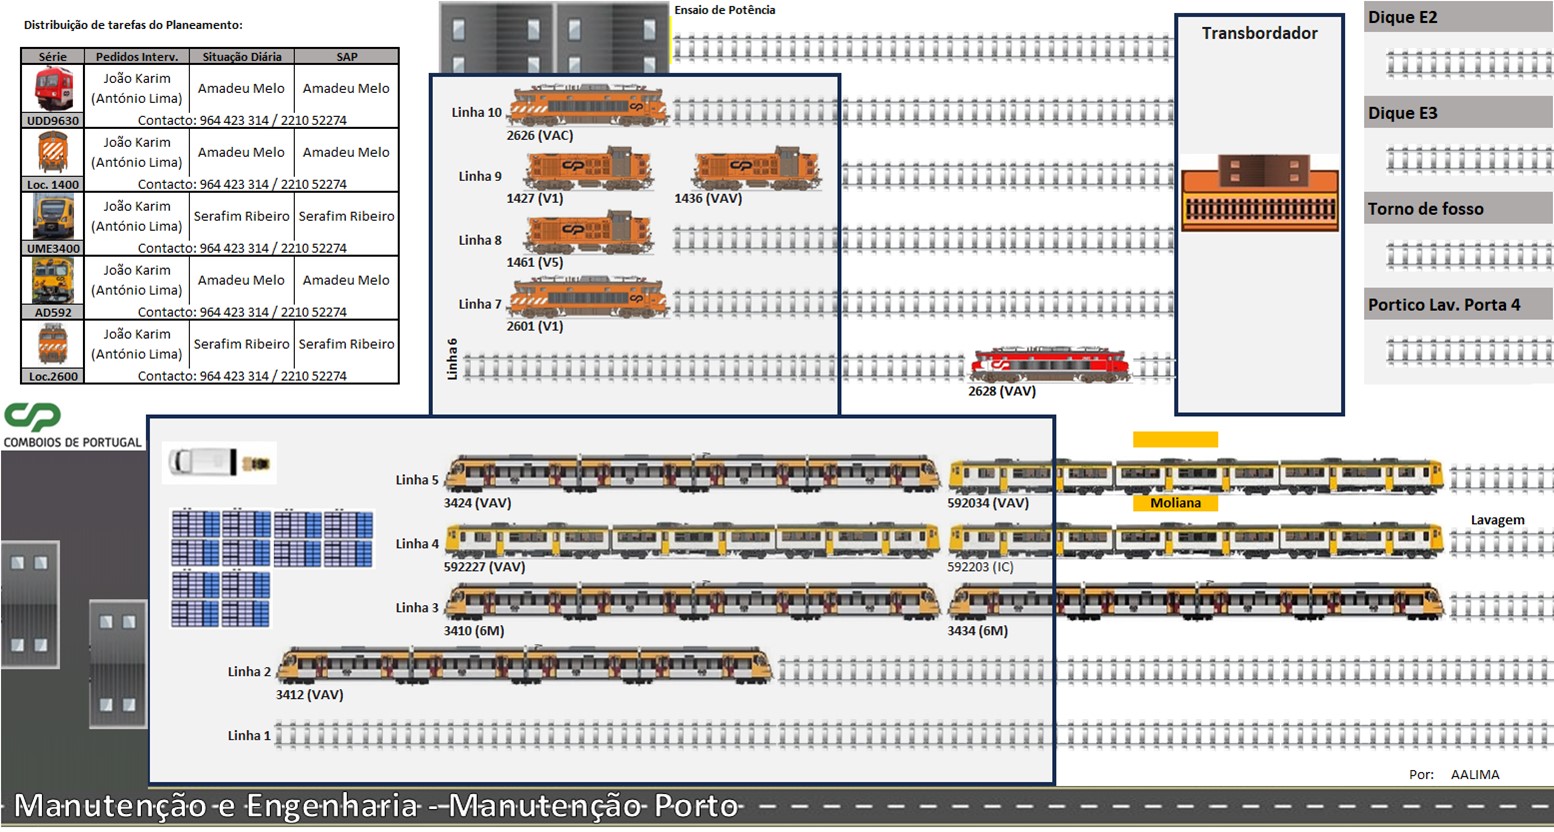 Distribuição de tarefas do Planeamento:
Série Pedidos Interv. Situação Diária SAP
João Karim
(António Lima) Amadeu Melo Amadeu Melo
UDD9630 Contacto: 964 423 314 / 2210 52274
João Karim
(António Lima) Amadeu Melo Amadeu Melo
Loc. 1400 Contacto: 964 423 314 / 2210 52274
João Karim
(António Lima) Serafim Ribeiro Serafim Ribeiro
UME3400 Contacto: 964 423 314 / 2210 52274
João Karim
(António Lima) Amadeu Melo Amadeu Melo
AD592 Contacto: 964 423 314 / 2210 52274
João Karim
(António Lima) Serafim Ribeiro Serafim Ribeiro
Loc.2600 Contacto: 964 423 314 / 2210 52274
CP
COMBOIOS DE PORTUGAL
Ensaio de Potência
Linha 10
2626 (VAC)
Linha 9
1427 (V1) 1436 (VAV)
Linha 8
1461 (V5)
Linha 7
2601 (V1)
Linha 6
2628 (VAV)
Transbordador
Dique E2
Dique E3
Torno de fosso
Portico Lav. Porta 4
Linha 5
3424 (VAV) 592034 (VAV)
Moliana
Lavagem
Linha 4
592227 (VAV) 592203 (IC)
Linha 3
3410 (6M) 3434 (6M)
Linha 2
3412 (VAV)
Linha 1
Por: AALIMA
Manutenção e Engenharia - Manutenção Porto